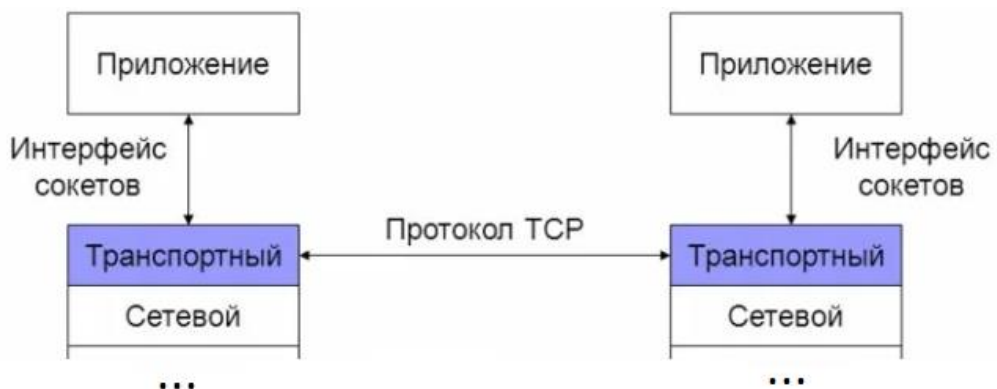 Приложение
Приложение
Интерфейс
сокетов
Интерфейс
сокетов
Протокол TCP
Транспортный
Транспортный
Сетевой
Сетевой
...
...